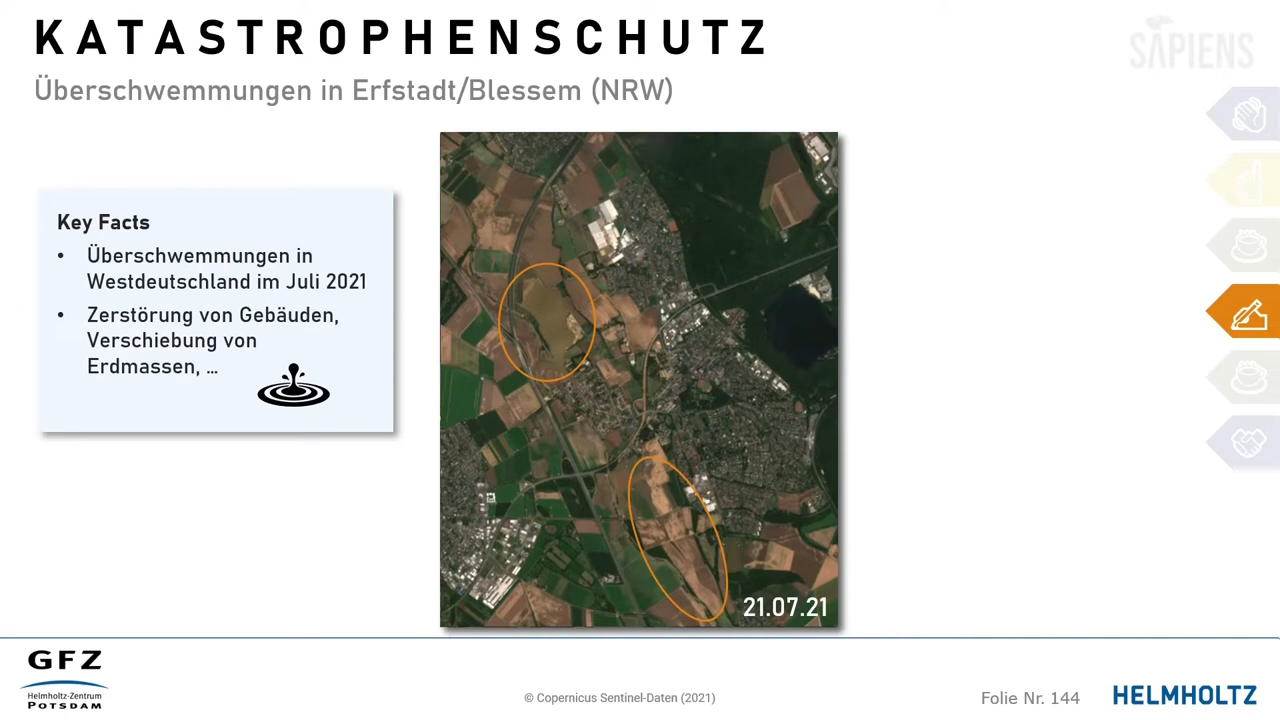 KATASTROPHENSCHUTZ
Überschwemmungen in Erfstadt/Blessem (NRW)
SAPIENS
Key Facts
• Überschwemmungen in
Westdeutschland im Juli 2021
• Zerstörung von Gebäuden,
Verschiebung von
Erdmassen, ...
21.07.21
GFZ
Helmholtz-Zentrum
POTSDAM
© Copernicus Sentinel-Daten (2021)
Folie Nr. 144
HELMHOLTZ